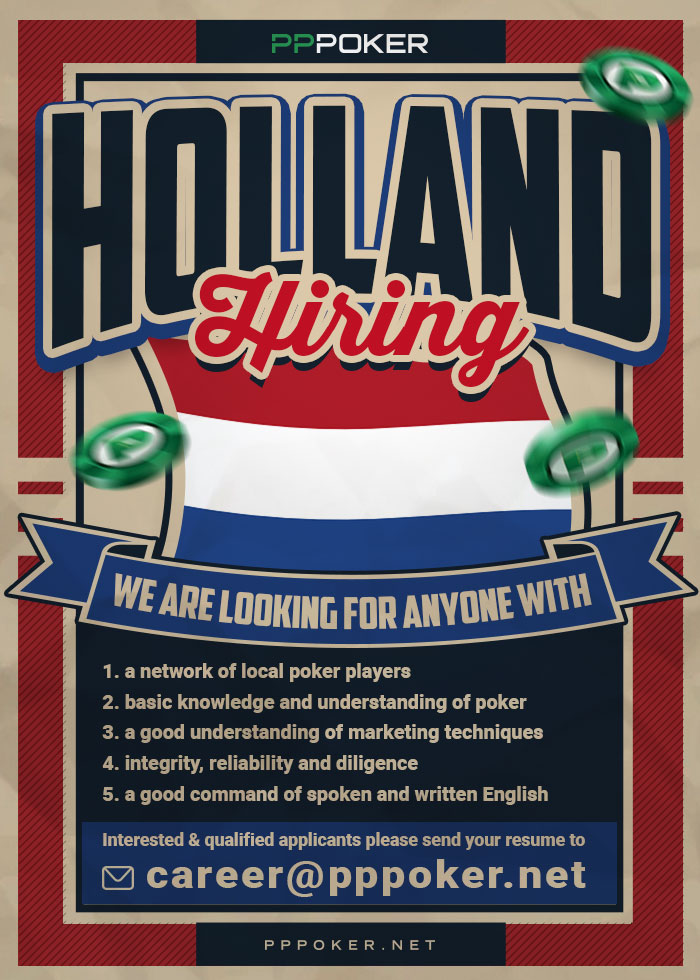 PPPOKER
HOLLAND
Hiring
WE ARE LOOKING FOR ANYONE WITH
1. a network of local poker players
2. basic knowledge and understanding of poker
3. a good understanding of marketing techniques
4. integrity, reliability and diligence
5. a good command of spoken and written English
Interested & qualified applicants please send your resume to
career@pppoker.net
PPPOKER.NET